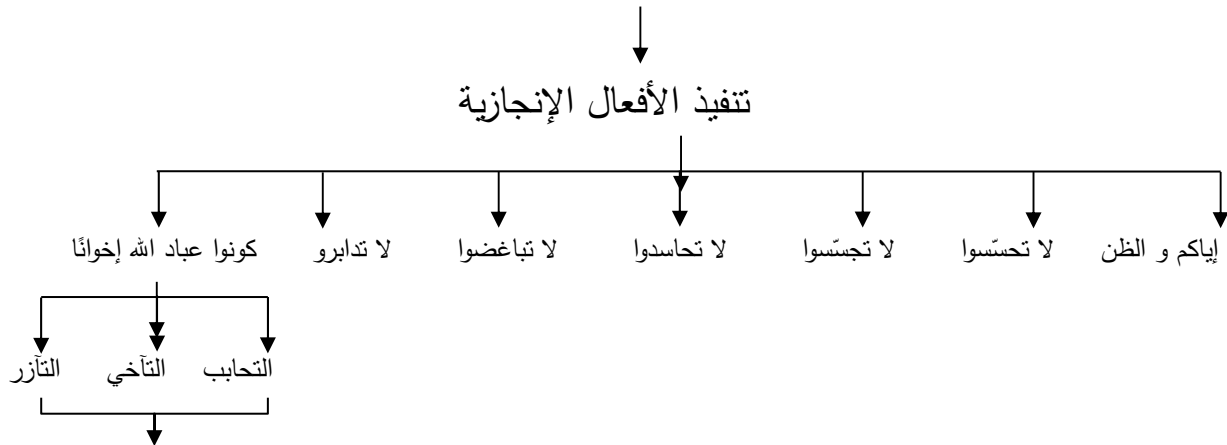 تنفيذ الأفعال الإنجازية
إياكم و الظن لا تحسّسوا لا تجسّسوا لا تحاسدوا لا تباغضوا لا تدابرو كونوا عباد الله إخوانًا
التحابب التآخي التآزر